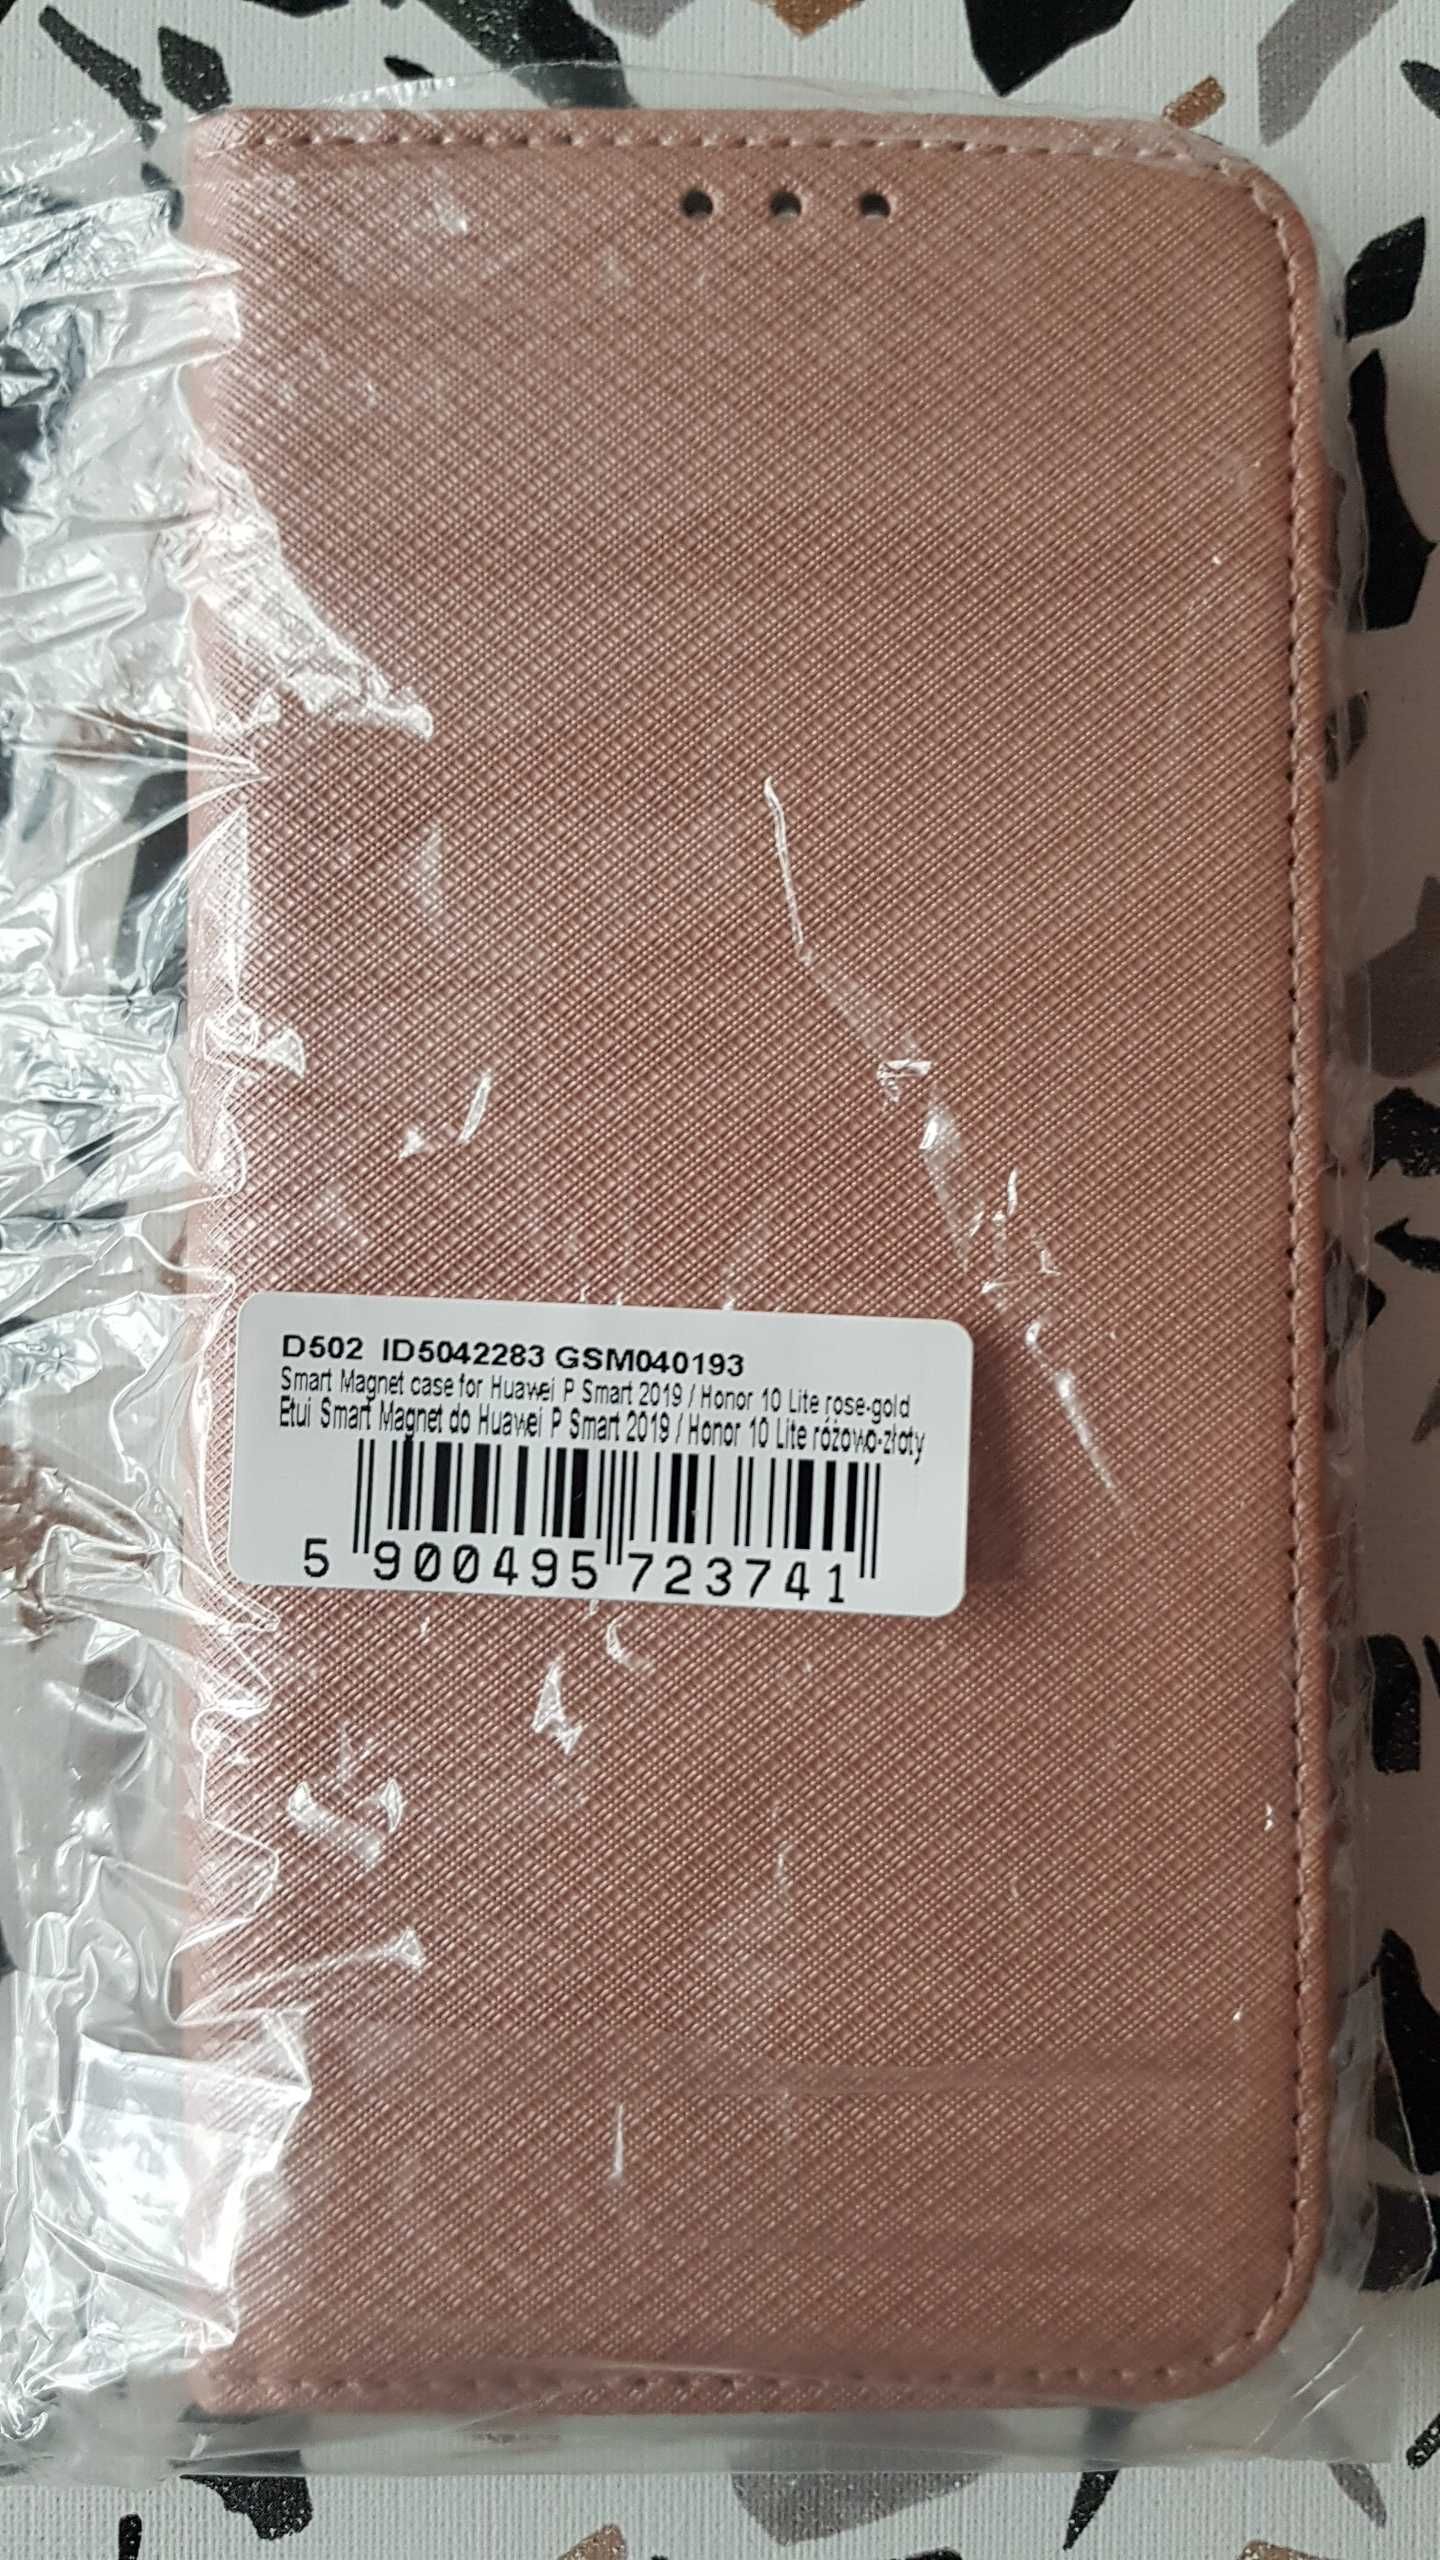 D502 ID5042283 GSM040193
Smart Magnet case for Huawei P Smart 2019 / Honor 10 Lite rose-gold
Etui Smart Magnet do Huawei P Smart 2019 / Honor 10 Lite różowo-złoty
5 900495 723741